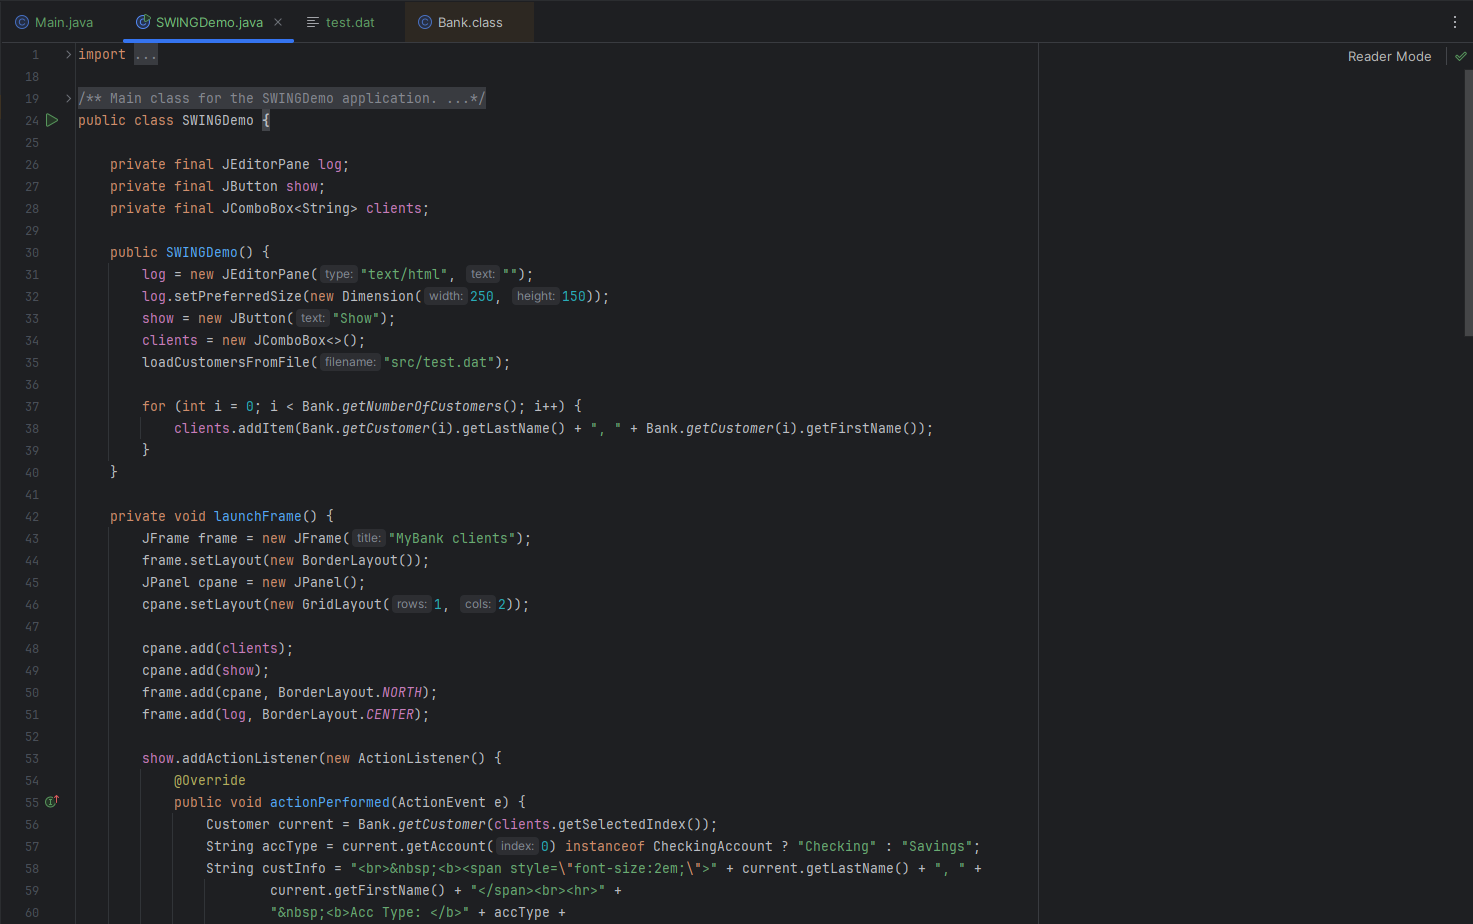 Main.java SWINGDemo.java test.dat Bank.class
Reader Mode
1 import ...
18
19 /** Main class for the SWINGDemo application. ...*/
24 public class SWINGDemo {
25
26 private final JEditorPane log;
27 private final JButton show;
28 private final JComboBox<String> clients;
29
30 public SWINGDemo() {
31 log = new JEditorPane( type: "text/html", text: "");
32 log.setPreferredSize(new Dimension( width: 250, height: 150));
33 show = new JButton( text: "Show");
34 clients = new JComboBox<>();
35 loadCustomersFromFile( filename: "src/test.dat");
36
37 for (int i = 0; i < Bank.getNumberOfCustomers(); i++) {
38 clients.addItem(Bank.getCustomer(i).getLastName() + ", " + Bank.getCustomer(i).getFirstName());
39 }
40 }
41
42 private void launchFrame() {
43 JFrame frame = new JFrame( title: "MyBank clients");
44 frame.setLayout(new BorderLayout());
45 JPanel cpane = new JPanel();
46 cpane.setLayout(new GridLayout( rows: 1, cols: 2));
47
48 cpane.add(clients);
49 cpane.add(show);
50 frame.add(cpane, BorderLayout.NORTH);
51 frame.add(log, BorderLayout.CENTER);
52
53 show.addActionListener(new ActionListener() {
54 @Override
55 public void actionPerformed(ActionEvent e) {
56 Customer current = Bank.getCustomer(clients.getSelectedIndex());
57 String accType = current.getAccount( index: 0) instanceof CheckingAccount ? "Checking" : "Savings";
58 String custInfo = "<br>&nbsp;<b><span style=\"font-size:2em;\">" + current.getLastName() + ", " +
59 current.getFirstName() + "</span><br><hr>" +
60 "&nbsp;<b>Acc Type: </b>" + accType +